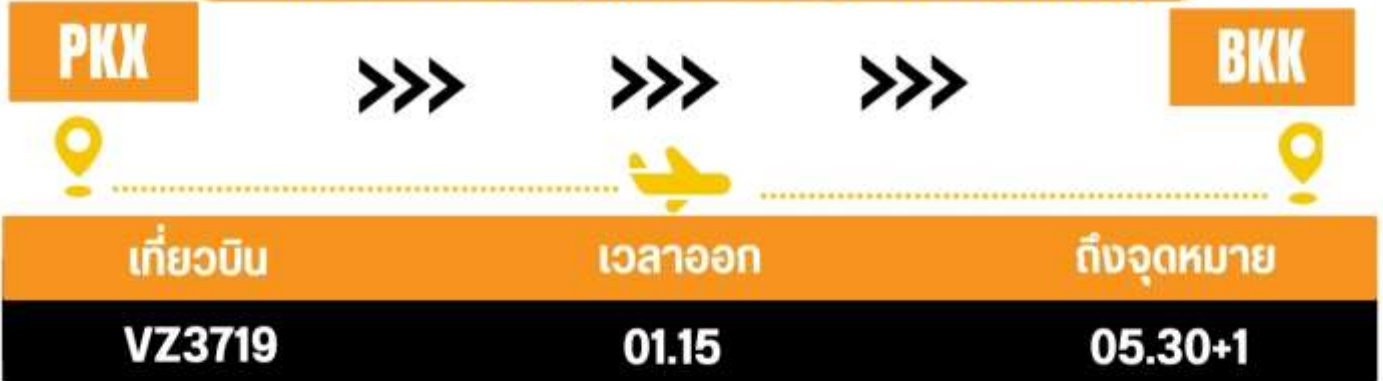 PKX >>> >>> >>> BKK
เที่ยวบิน เวลาออก ถึงจุดหมาย
VZ3719 01.15 05.30+1